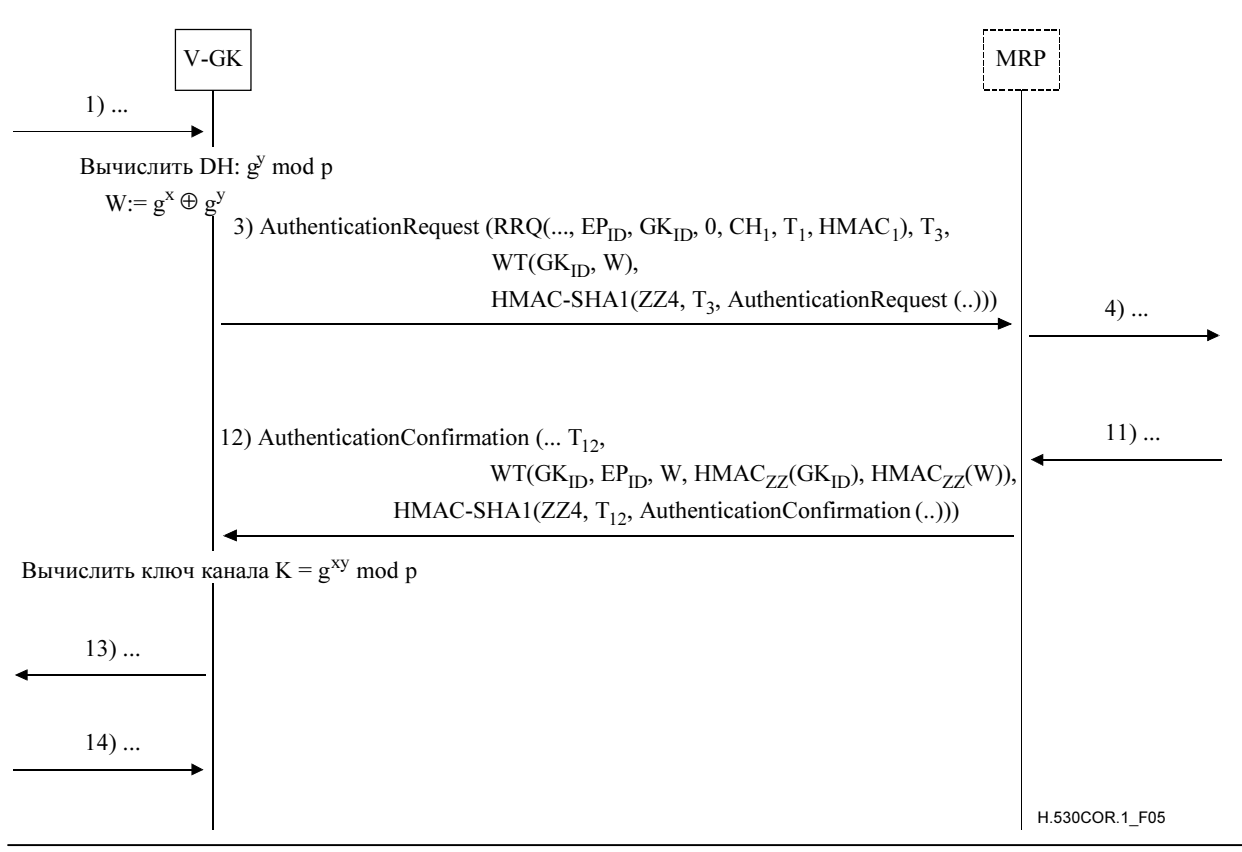 V-GK
MRP
1) ...
Вычислить DH: g^y mod p
W:= g^x ⊕ g^y
3) AuthenticationRequest (RRQ(..., EP_ID, GK_ID, 0, CH_1, T_1, HMAC_1), T_3,
WT(GK_ID, W),
HMAC-SHA1(ZZ4, T_3, AuthenticationRequest (..)))
4) ...
12) AuthenticationConfirmation (... T_12,
11) ...
WT(GK_ID, EP_ID, W, HMAC_ZZ(GK_ID), HMAC_ZZ(W)),
HMAC-SHA1(ZZ4, T_12, AuthenticationConfirmation (..)))
Вычислить ключ канала K = g^xy mod p
13) ...
14) ...
H.530COR.1_F05